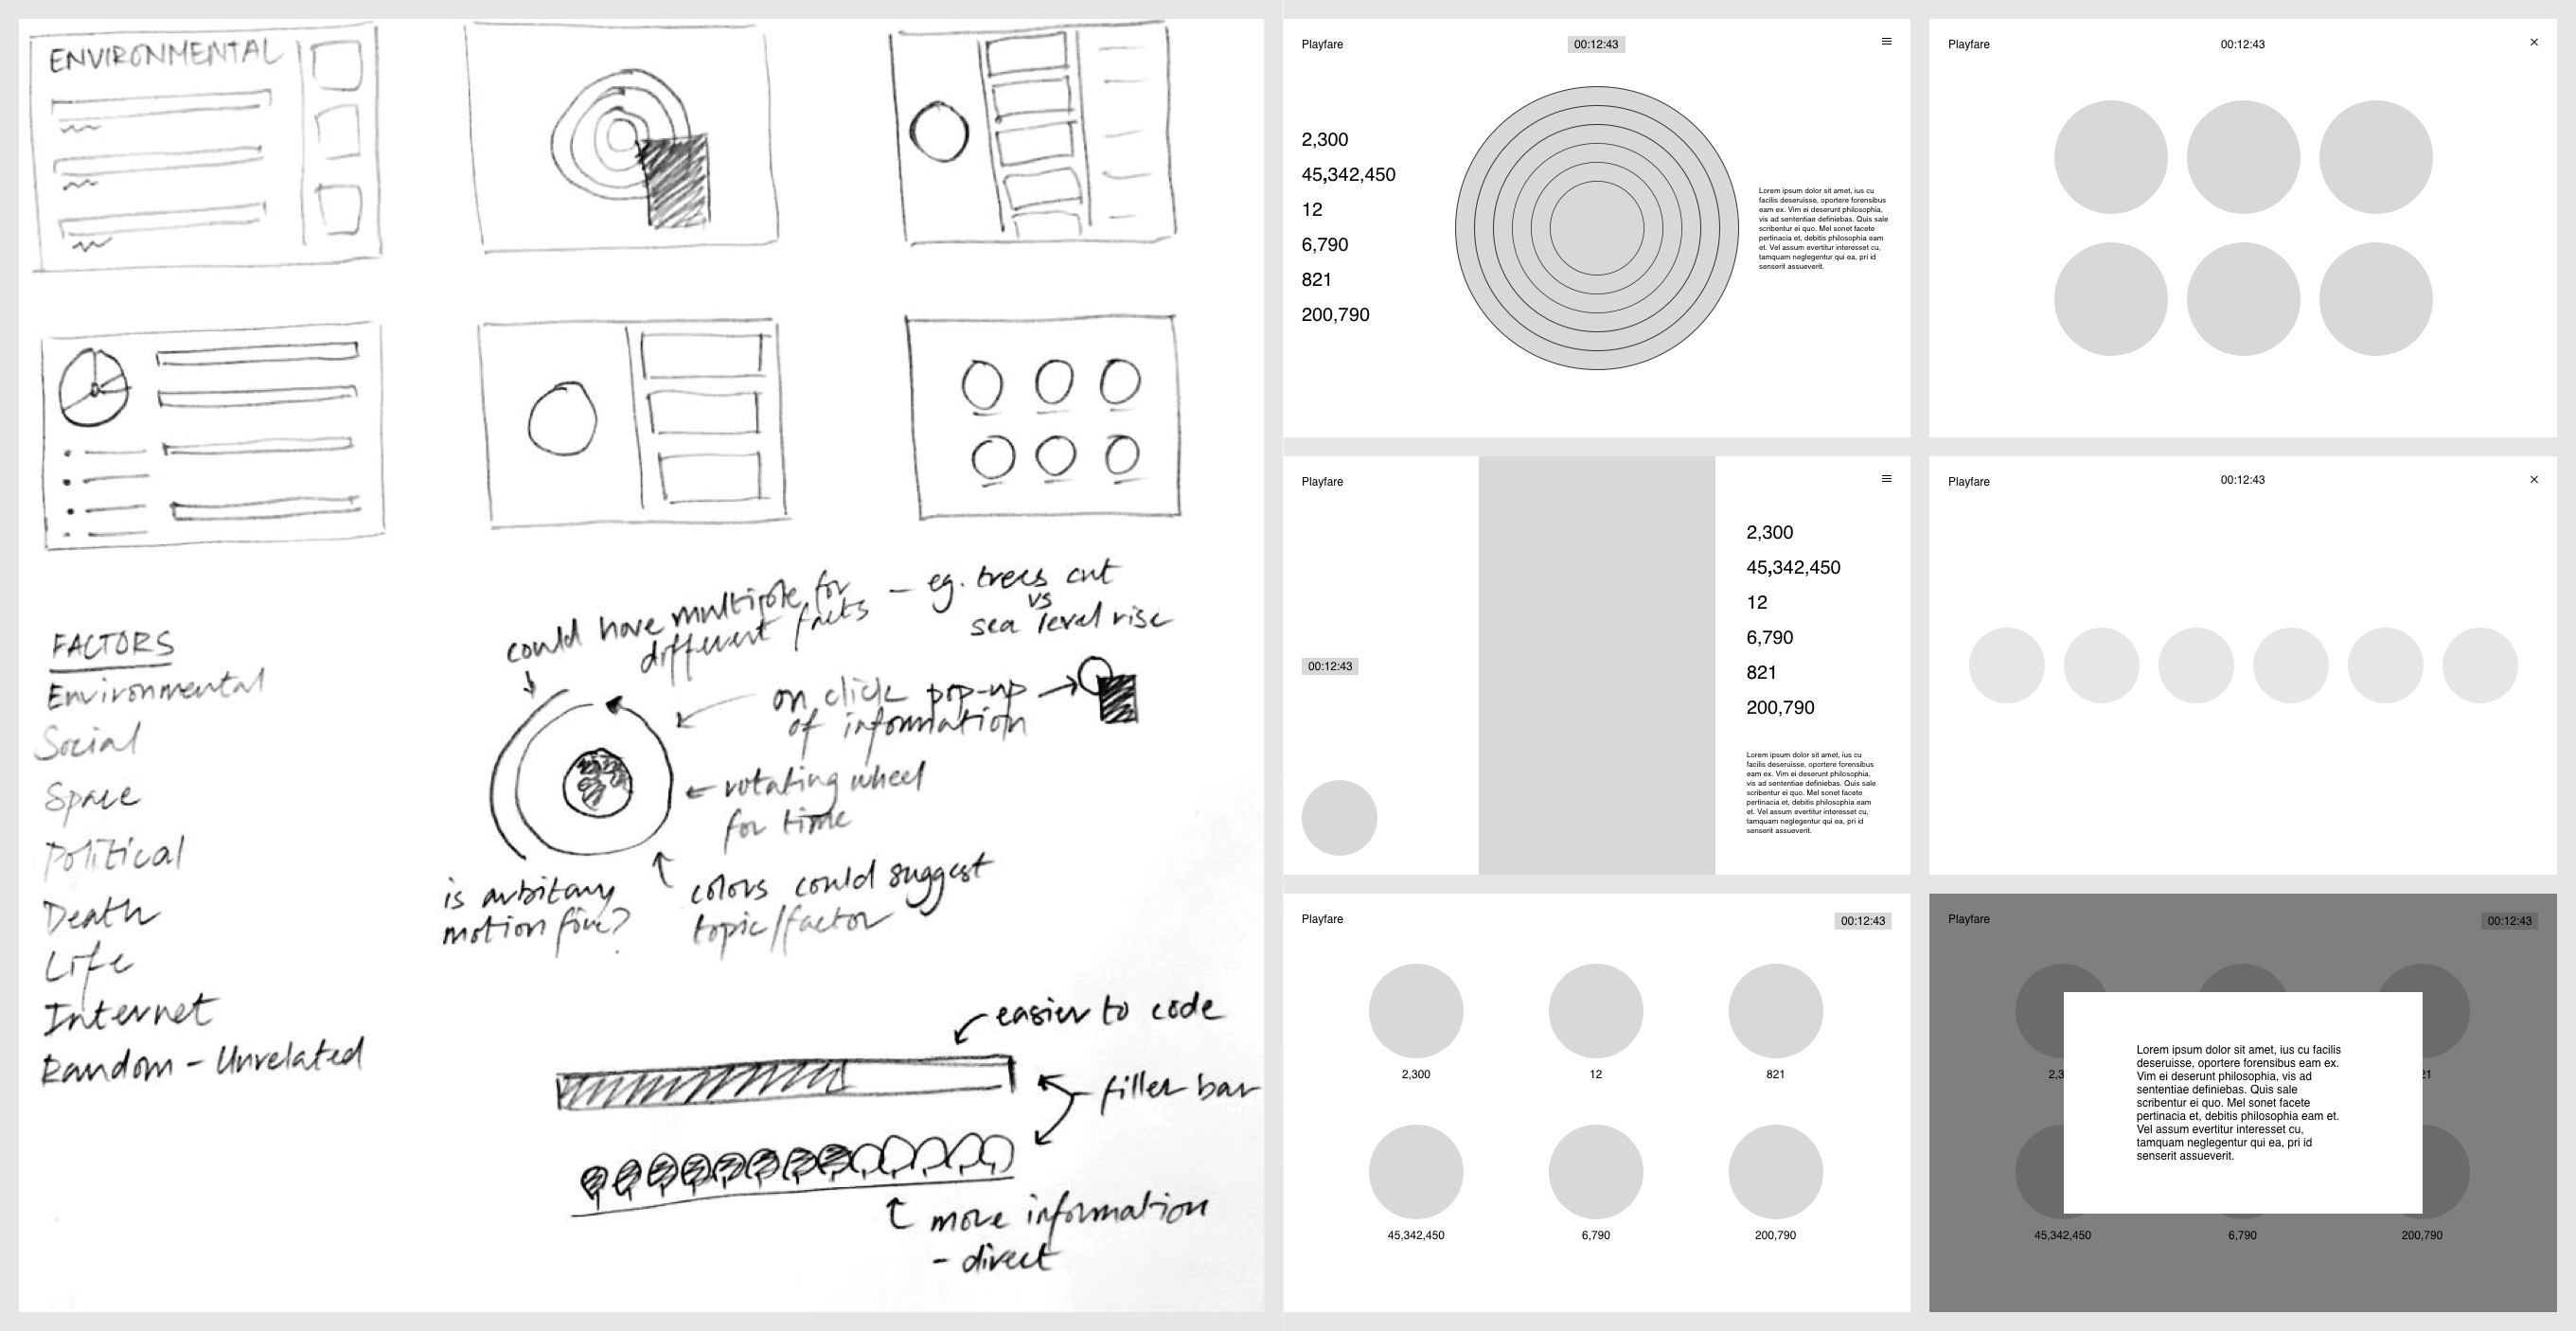 ENVIRONMENTAL
FACTORS
Environmental
Social
Space
Political
Death
Life
Internet
Random - Unrelated
could have multiple for
different facts
- eg. trees cut
vs
sea level rise
on click pop-up
of information
rotating wheel
for time
is arbitary
motion fine?
colors could suggest
topic/factor
easier to code
filler bar
more information
- direct
Playfare
00:12:43
2,300
45,342,450
12
6,790
821
200,790
Lorem ipsum dolor sit amet, ius cu
facilis deseruisse, oportere forensibus
eam ex. Vim ei deserunt philosophia,
vis ad sententiae definiebas. Quis sale
scribentur ei quo. Mel sonet facete
pertinacia et, debitis philosophia eam
et. Vel assum evertitur interesset cu,
tamquam neglegentur qui ea, pri id
senserit assueverit.
Playfare
00:12:43
Playfare
00:12:43
2,300
45,342,450
12
6,790
821
200,790
Lorem ipsum dolor sit amet, ius cu
facilis deseruisse, oportere forensibus
eam ex. Vim ei deserunt philosophia,
vis ad sententiae definiebas. Quis sale
scribentur ei quo. Mel sonet facete
pertinacia et, debitis philosophia eam
et. Vel assum evertitur interesset cu,
tamquam neglegentur qui ea, pri id
senserit assueverit.
Playfare
00:12:43
Playfare
00:12:43
2,300
12
821
45,342,450
6,790
200,790
Playfare
00:12:43
2,3
21
Lorem ipsum dolor sit amet, ius cu facilis
deseruisse, oportere forensibus eam ex.
Vim ei deserunt philosophia, vis ad
sententiae definiebas. Quis sale
scribentur ei quo. Mel sonet facete
pertinacia et, debitis philosophia eam et.
Vel assum evertitur interesset cu,
tamquam neglegentur qui ea, pri id
senserit assueverit.
45,342,450
6,790
200,790